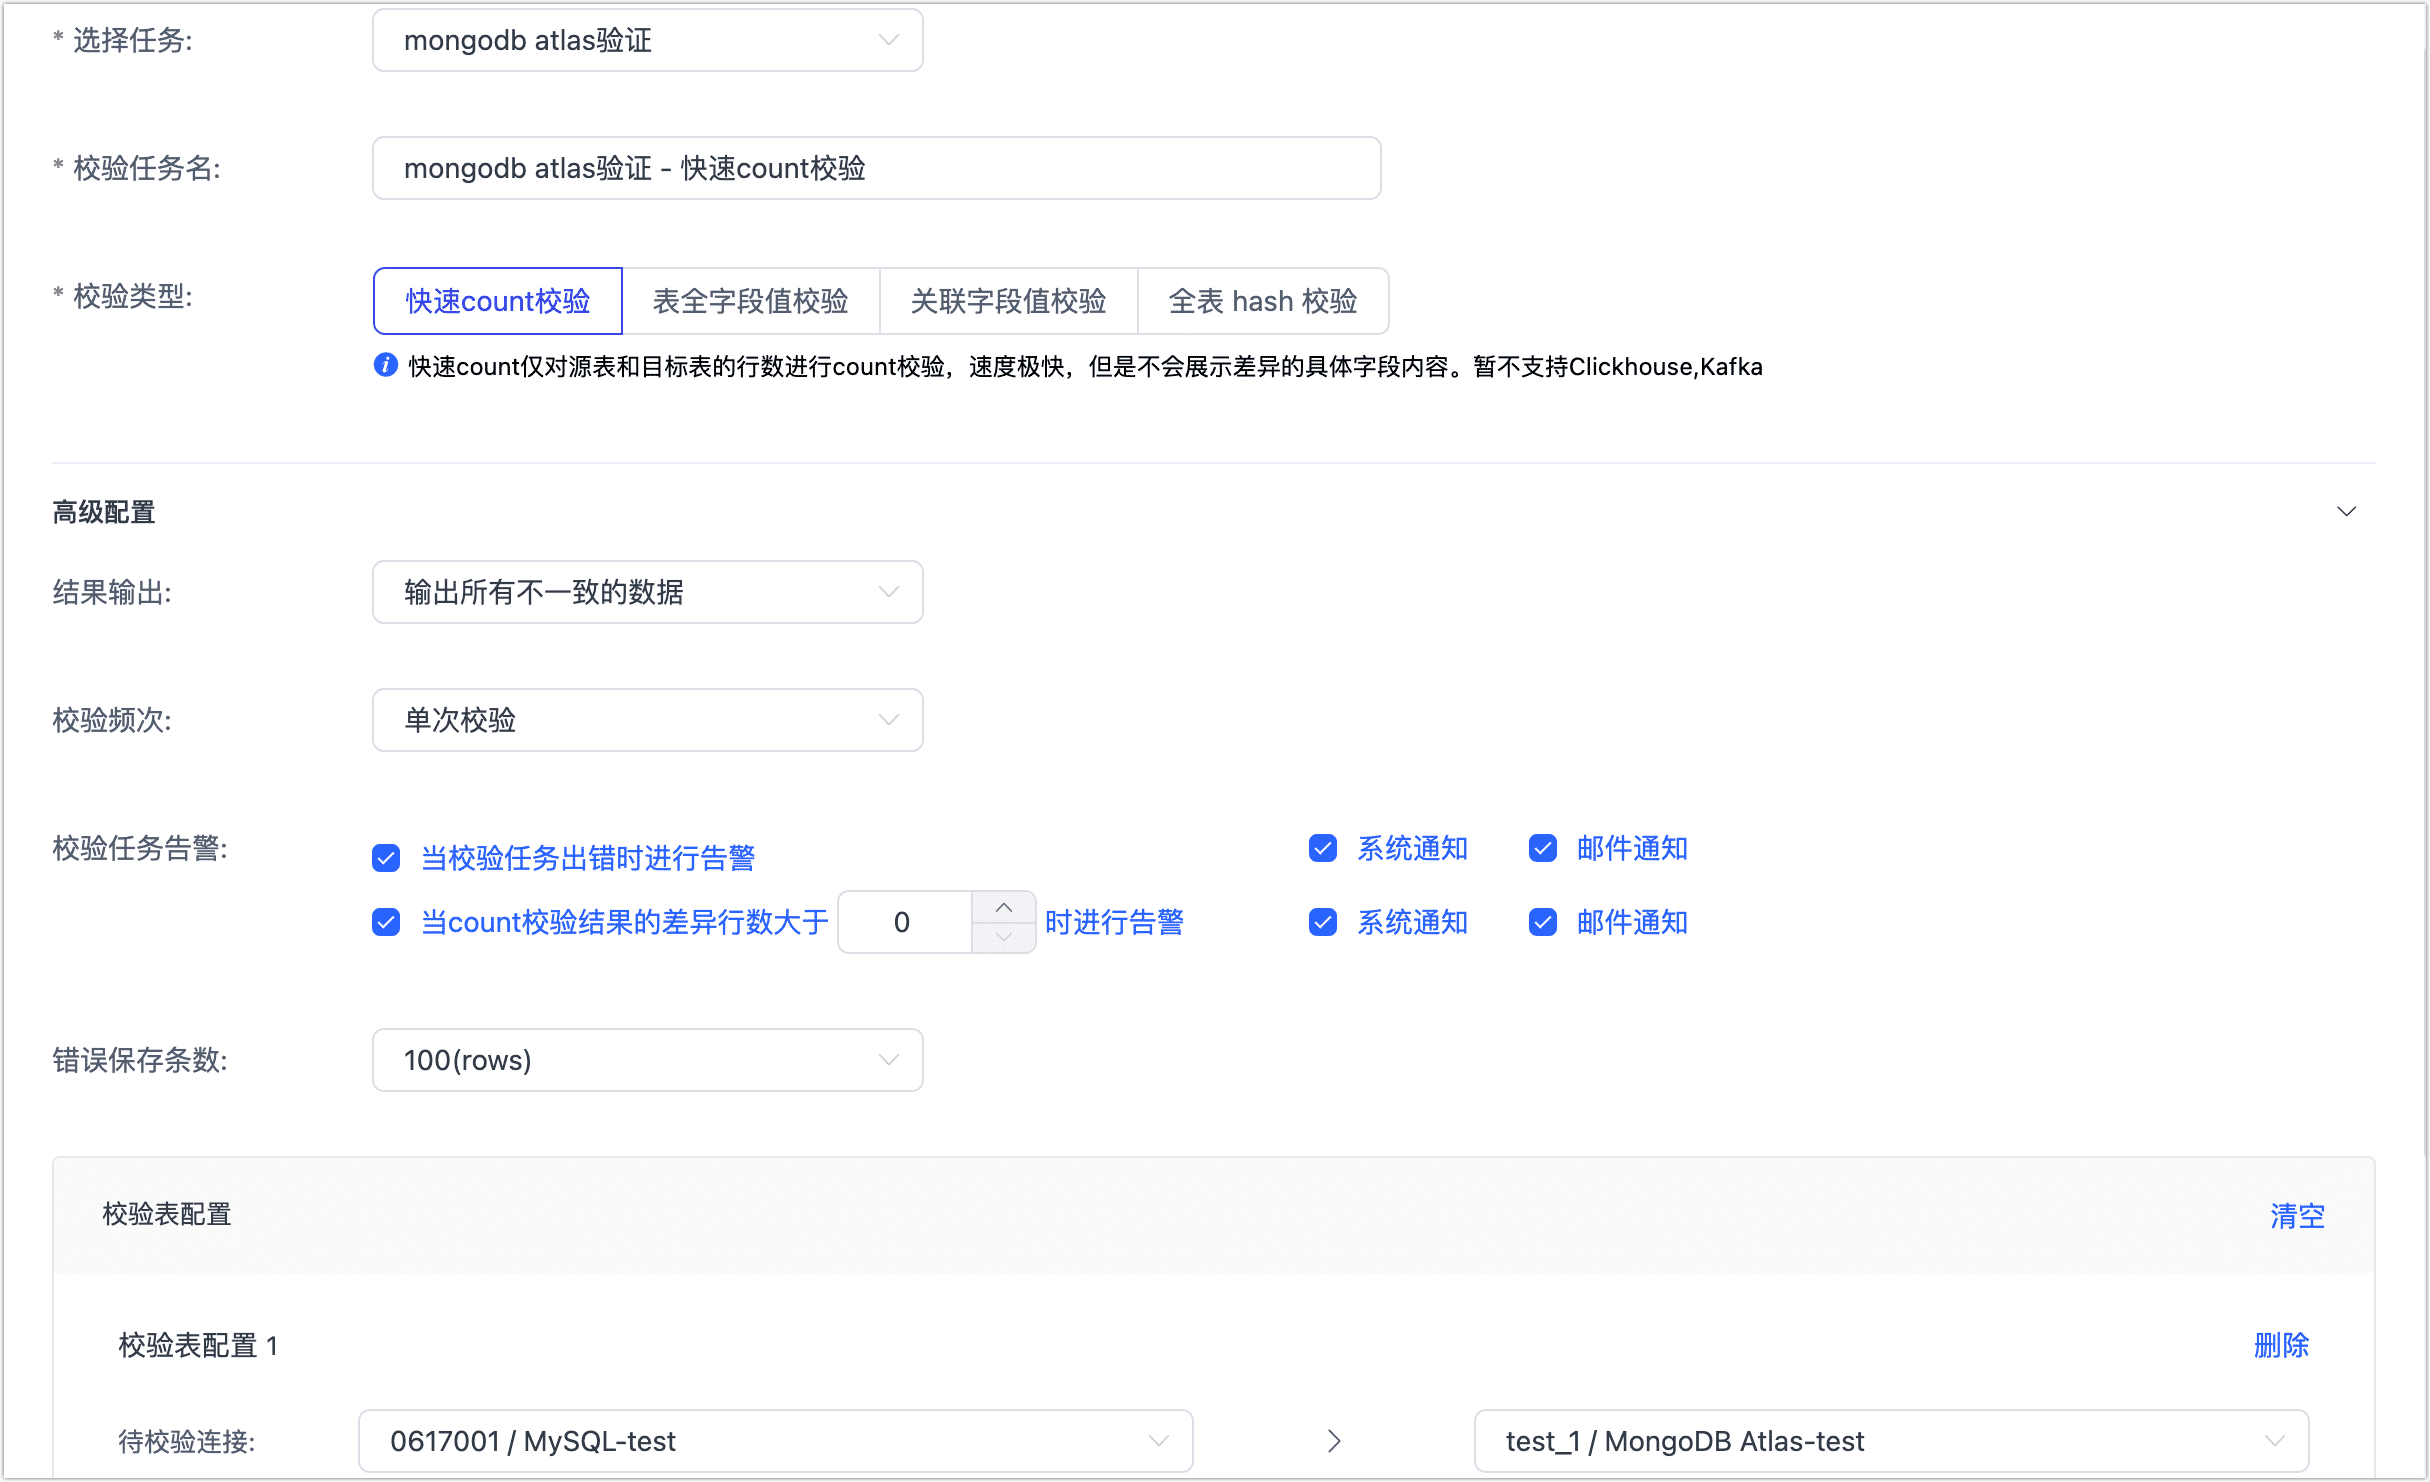 * 选择任务: mongodb atlas验证
* 校验任务名: mongodb atlas验证 - 快速count校验
* 校验类型: 快速count校验 表全字段值校验 关联字段值校验 全表 hash 校验
快速count仅对源表和目标表的行数进行count校验，速度极快，但是不会展示差异的具体字段内容。暂不支持Clickhouse,Kafka
高级配置
结果输出: 输出所有不一致的数据
校验频次: 单次校验
校验任务告警: 当校验任务出错时进行告警 系统通知 邮件通知
当count校验结果的差异行数大于 0 时进行告警 系统通知 邮件通知
错误保存条数: 100(rows)
校验表配置 清空
校验表配置 1 删除
待校验连接: 0617001 / MySQL-test test_1 / MongoDB Atlas-test